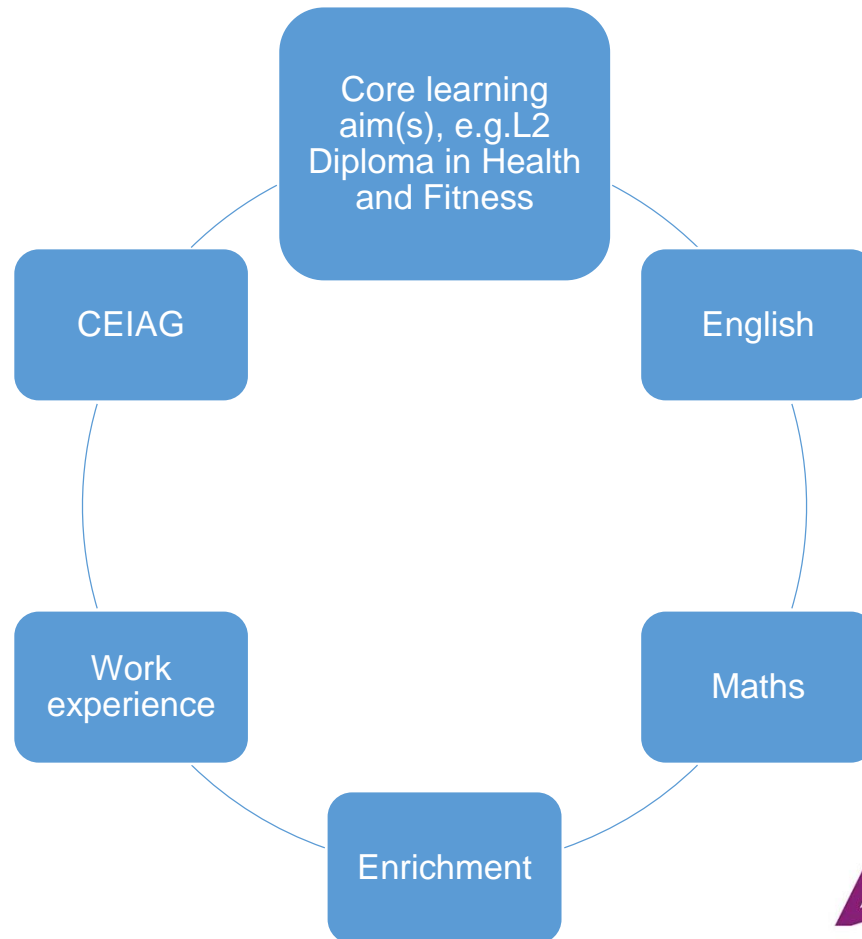 Core learning
aim(s), e.g.L2
Diploma in Health
and Fitness
CEIAG
English
Work
experience
Maths
Enrichment